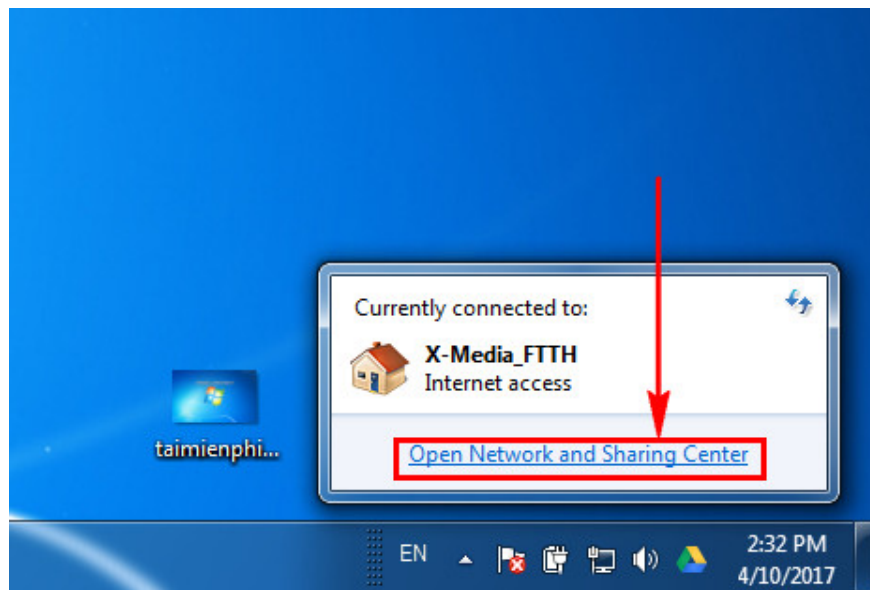 Currently connected to:
X-Media_FTTH
Internet access
taimienphi...
Open Network and Sharing Center
EN
2:32 PM
4/10/2017